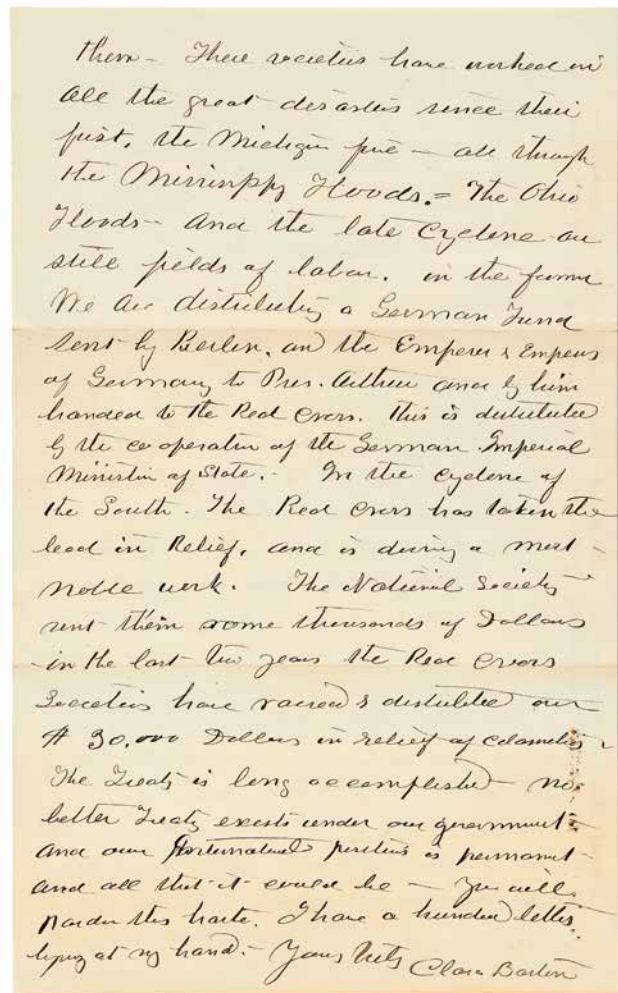 them - These societies have worked in
all the great disasters since their
first, the Michigan fire - all through
the Mississippy Floods. = The Ohio
Floods - And the late Cyclone are
still fields of labor. in the former
We are distributing a German Fund
sent by Berlin. and the Emperor & Empress
of Germany to Pres. Arthur and by him
handed to the Red Cross. this is distributed
by the co operation of the German Imperial
Minister of State. - In the cyclone of
the South. The Red Cross has taken the
lead in Relief, and is doing a most -
noble work. The National Society
sent them some thousands of Dollars
in the last two years the Red Cross
Societies have raised & distributed over
$ 30,000 Dollars in relief of calamities -
The Treaty is long accomplished - no
better Treaty exists under our government -
and our International position is permanent -
and all that it could be - You will
pardon this haste. I have a hundred letters
lying at my hand. - Yours
Clara Barton